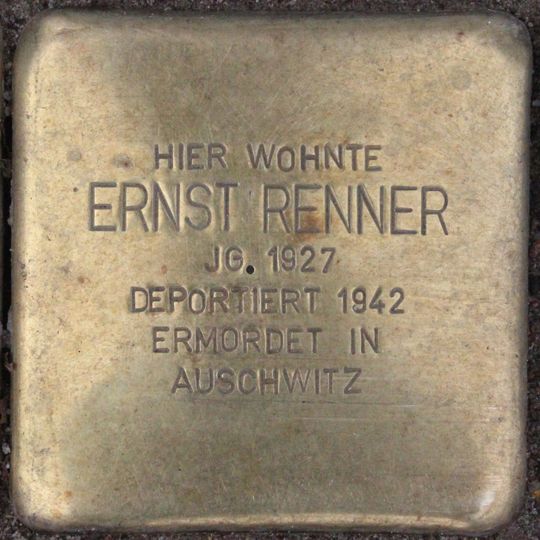 HIER WOHNTE
ERNST RENNER
JG. 1927
DEPORTIERT 1942
ERMORDET IN
AUSCHWITZ